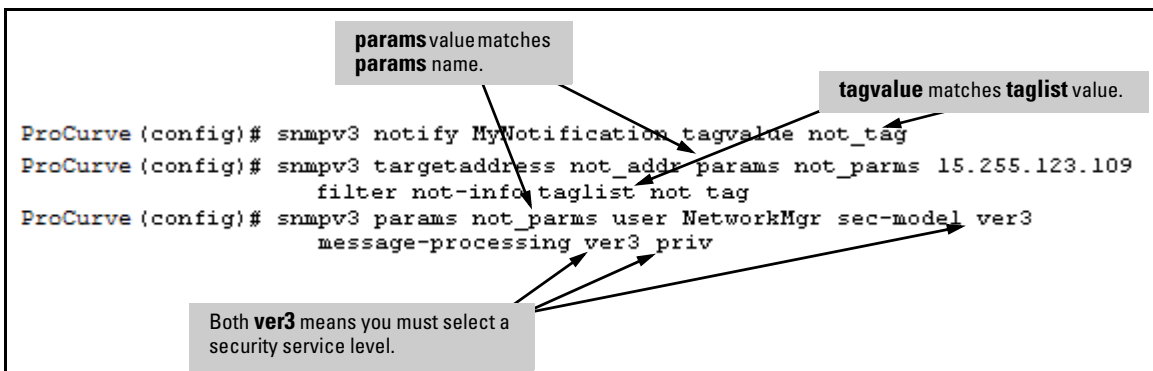 params value matches
params name.
tagvalue matches taglist value.
ProCurve (config)# snmpv3 notify MyNotification tagvalue not_tag
ProCurve (config)# snmpv3 targetaddress not_addr params not_parms 15.255.123.109
filter not-info taglist not tag
ProCurve (config)# snmpv3 params not_parms user NetworkMgr sec-model ver3
message-processing ver3 priv
Both ver3 means you must select a
security service level.